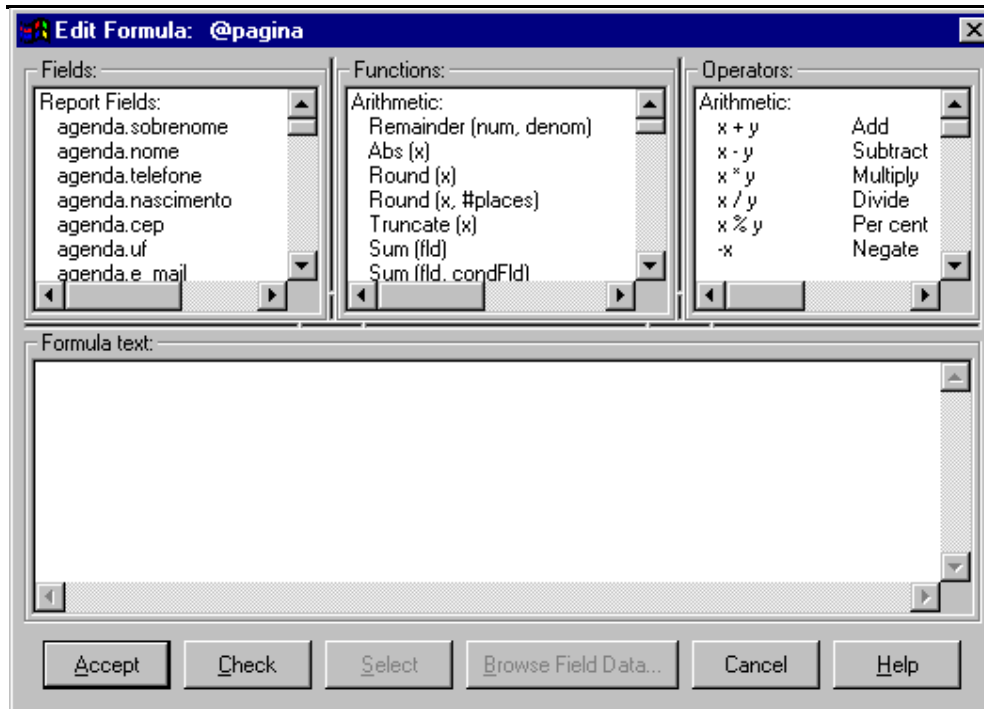 Edit Formula: @pagina
Fields:
Report Fields:
agenda.sobrenome
agenda.nome
agenda.telefone
agenda.nascimento
agenda.cep
agenda.uf
agenda.e_mail
Functions:
Arithmetic:
Remainder (num, denom)
Abs (x)
Round (x)
Round (x, #places)
Truncate (x)
Sum (fld)
Sum (fld, condFld)
Operators:
Arithmetic:
x + y Add
x - y Subtract
x * y Multiply
x / y Divide
x % y Per cent
-x Negate
Formula text:
Accept Check Select Browse Field Data... Cancel Help